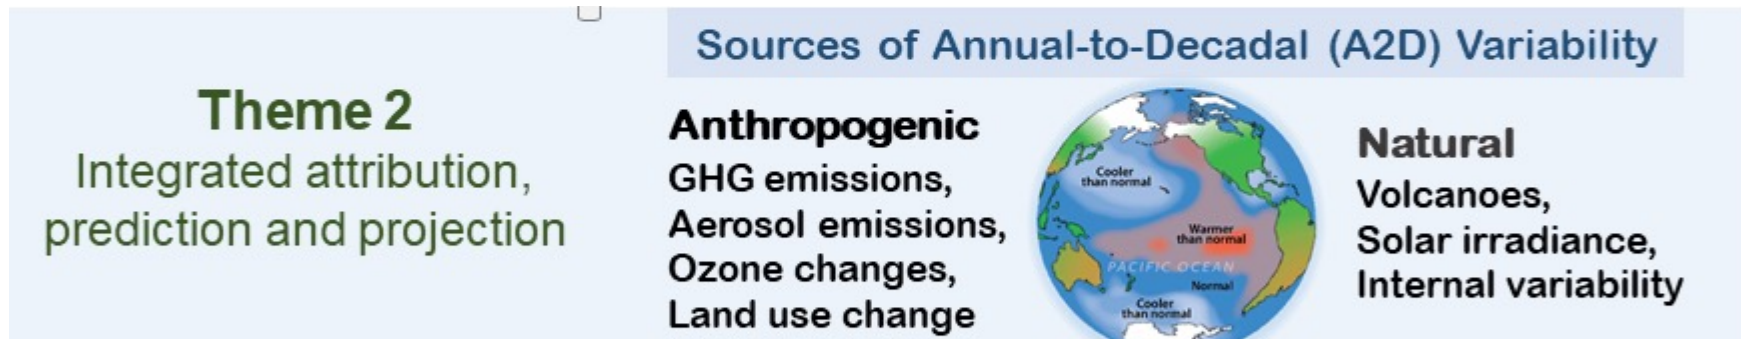 Theme 2
Integrated attribution,
prediction and projection
Sources of Annual-to-Decadal (A2D) Variability
Anthropogenic
GHG emissions,
Aerosol emissions,
Ozone changes,
Land use change
Cooler
than normal
Warmer
than normal
PACIFIC OCEAN
Normal
Cooler
than normal
Natural
Volcanoes,
Solar irradiance,
Internal variability